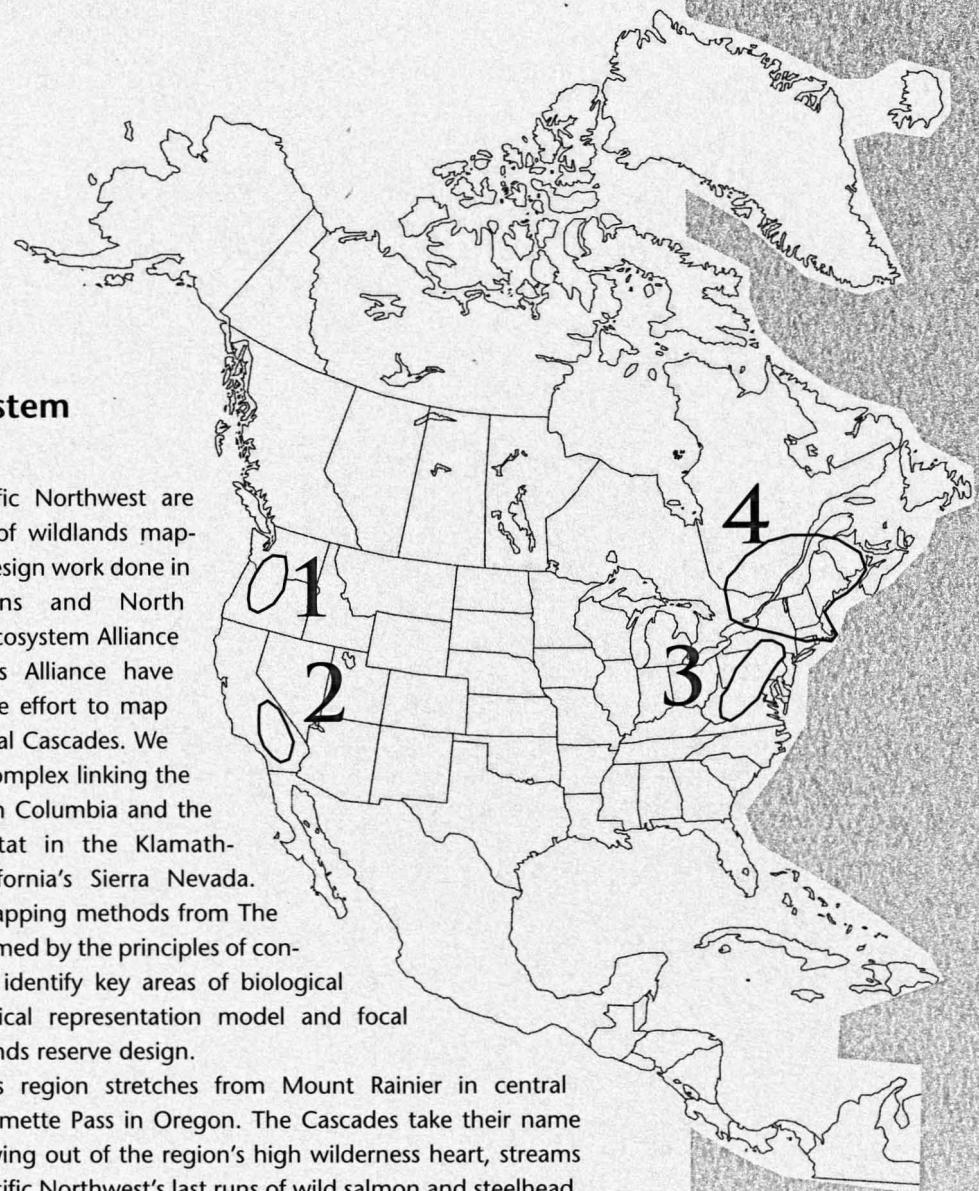 stem
fic Northwest are
of wildlands map-
esign work done in
ns and North
cosystem Alliance
s Alliance have
e effort to map
al Cascades. We
omplex linking the
n Columbia and the
tat in the Klamath-
fornia's Sierra Nevada.
apping methods from The
med by the principles of con-
identify key areas of biological
ical representation model and focal
nds reserve design.
s region stretches from Mount Rainier in central
mette Pass in Oregon. The Cascades take their name
ving out of the region's high wilderness heart, streams
cific Northwest's last runs of wild salmon and steelhead
4
1
3
2